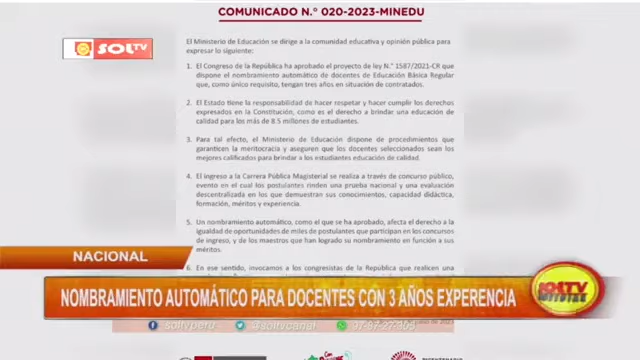 COMUNICADO N.° 020-2023-MINEDU
SOLTV
El Ministerio de Educación se dirige a la comunidad educativa y opinión pública para
expresar lo siguiente:
1. El Congreso de la República ha aprobado el proyecto de ley N.° 1587/2021-CR que
dispone el nombramiento automático de docentes de Educación Básica Regular
que, como único requisito, tengan tres años en situación de contratados.
2. El Estado tiene la responsabilidad de hacer respetar y hacer cumplir los derechos
expresados en la Constitución, como es el derecho a brindar una educación de
calidad para los más de 8.5 millones de estudiantes.
3. Para tal efecto, el Ministerio de Educación dispone de procedimientos que
garanticen la meritocracia y aseguren que los docentes seleccionados sean los
mejores calificados para brindar a los estudiantes educación de calidad.
4. El ingreso a la Carrera Pública Magisterial se realiza a través de concurso público,
evento en el cual los postulantes rinden una prueba nacional y una evaluación
descentralizada en los que demuestran sus conocimientos, capacidad didáctica,
formación, méritos y experiencia.
5. Un nombramiento automático, como el que se ha aprobado, afecta el derecho a la
igualdad de oportunidades de miles de postulantes que participan en los concursos
de ingreso, y de los maestros que han logrado su nombramiento en función a sus
méritos.
NACIONAL
6. En ese sentido, invocamos a los congresistas de la República que realicen una
NOMBRAMIENTO AUTOMÁTICO PARA DOCENTES CON 3 AÑOS EXPERENCIA
SOLTV
NOTICIAS
soltvperu
@soltvcanal